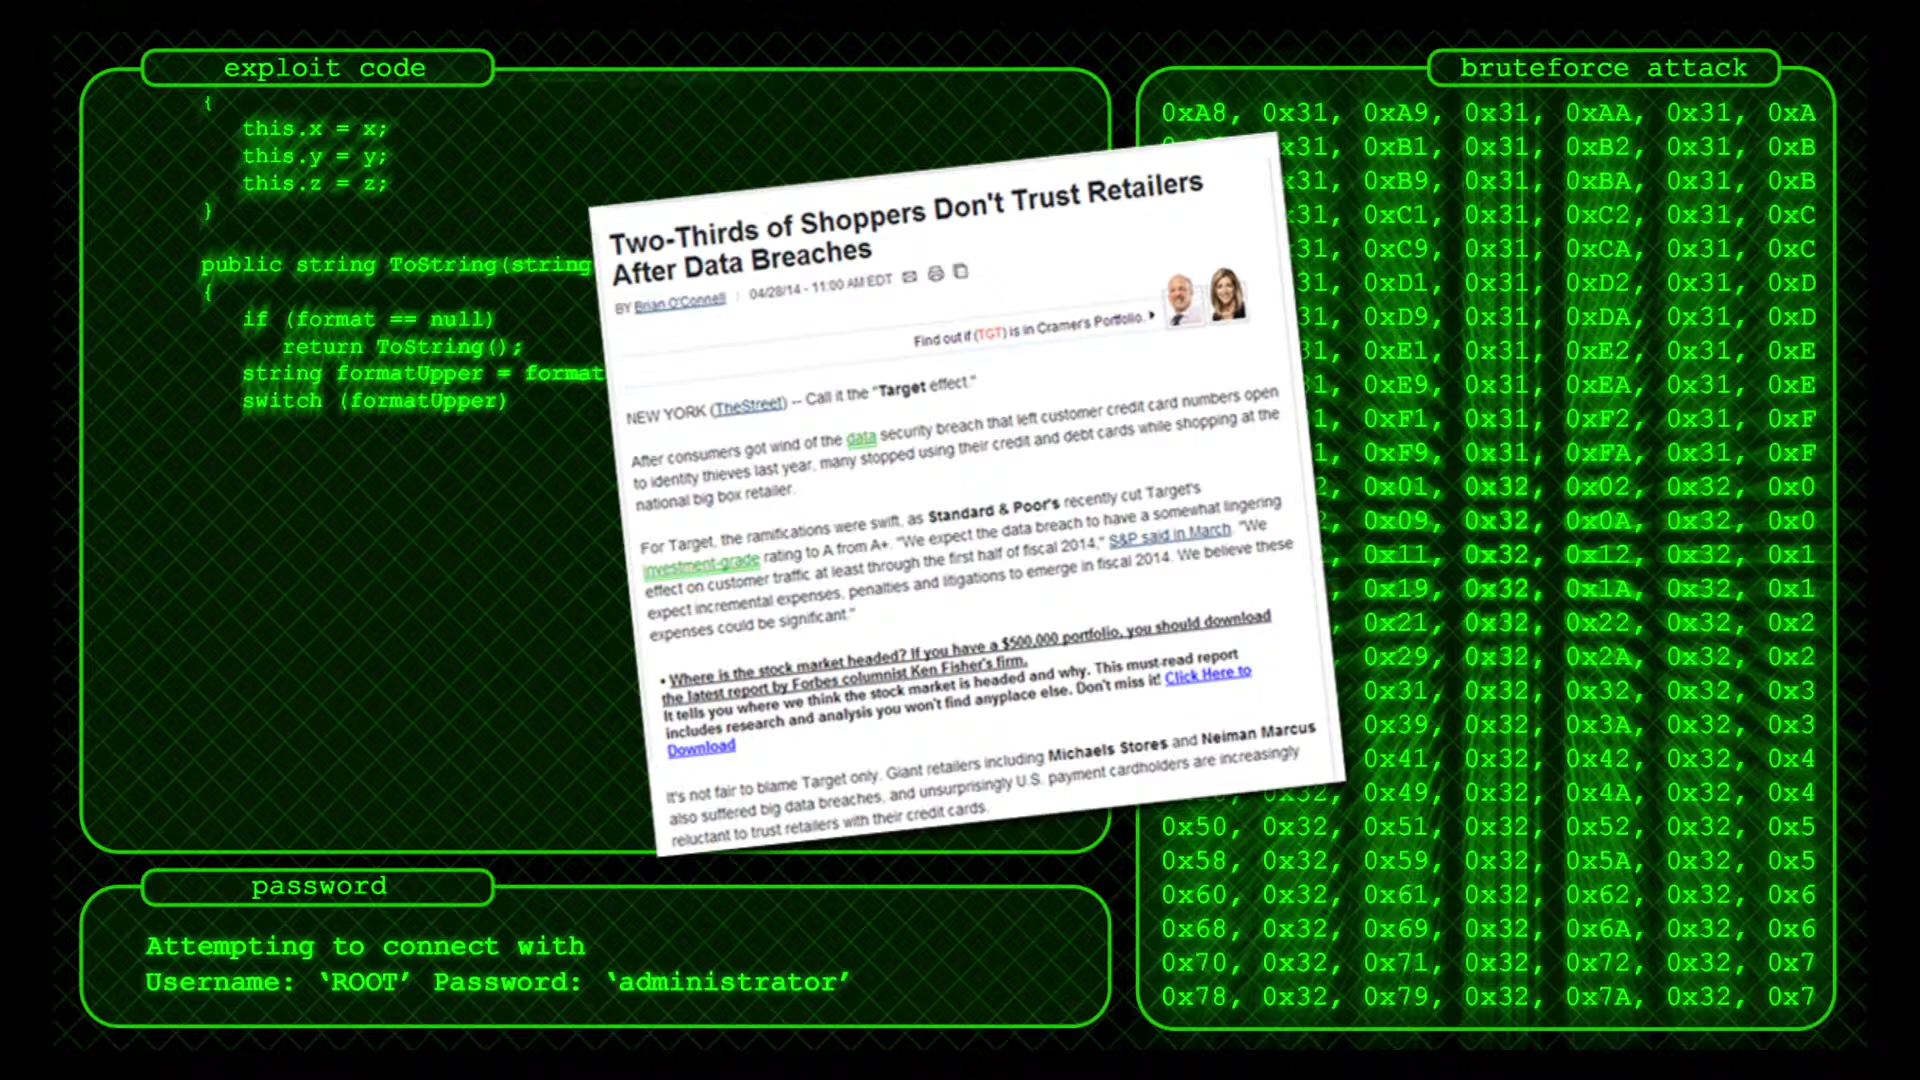 exploit code
{
this.x = x;
this.y = y;
this.z = z;
}
public string ToString(string
{
if (format == null)
return ToString();
string formatUpper = format
switch (formatUpper)
Two-Thirds of Shoppers Don't Trust Retailers
After Data Breaches
BY Brian O'Connell | 04/28/14 - 11:00 AM EDT
Find out if (TGT) is in Cramer's Portfolio.
NEW YORK (TheStreet) -- Call it the "Target effect."
After consumers got wind of the data security breach that left customer credit card numbers open
to identity thieves last year, many stopped using their credit and debt cards while shopping at the
national big box retailer.
For Target, the ramifications were swift, as Standard & Poor's recently cut Target's
investment-grade rating to A from A+. "We expect the data breach to have a somewhat lingering
effect on customer traffic at least through the first half of fiscal 2014," S&P said in March. "We
expect incremental expenses, penalties and litigations to emerge in fiscal 2014. We believe these
expenses could be significant."
• Where is the stock market headed? If you have a $500,000 portfolio, you should download
the latest report by Forbes columnist Ken Fisher's firm.
It tells you where we think the stock market is headed and why. This must-read report
includes research and analysis you won't find anyplace else. Don't miss it! Click Here to
Download
It's not fair to blame Target only. Giant retailers including Michaels Stores and Neiman Marcus
also suffered big data breaches, and unsurprisingly U.S. payment cardholders are increasingly
reluctant to trust retailers with their credit cards.
password
Attempting to connect with
Username: ‘ROOT’ Password: ‘administrator’
bruteforce attack
0xA8, 0x31, 0xA9, 0x31, 0xAA, 0x31, 0xA
x31, 0xB1, 0x31, 0xB2, 0x31, 0xB
x31, 0xB9, 0x31, 0xBA, 0x31, 0xB
x31, 0xC1, 0x31, 0xC2, 0x31, 0xC
31, 0xC9, 0x31, 0xCA, 0x31, 0xC
31, 0xD1, 0x31, 0xD2, 0x31, 0xD
31, 0xD9, 0x31, 0xDA, 0x31, 0xD
31, 0xE1, 0x31, 0xE2, 0x31, 0xE
1, 0xE9, 0x31, 0xEA, 0x31, 0xE
1, 0xF1, 0x31, 0xF2, 0x31, 0xF
1, 0xF9, 0x31, 0xFA, 0x31, 0xF
2, 0x01, 0x32, 0x02, 0x32, 0x0
0x09, 0x32, 0x0A, 0x32, 0x0
0x11, 0x32, 0x12, 0x32, 0x1
0x19, 0x32, 0x1A, 0x32, 0x1
0x21, 0x32, 0x22, 0x32, 0x2
0x29, 0x32, 0x2A, 0x32, 0x2
0x31, 0x32, 0x32, 0x32, 0x3
0x39, 0x32, 0x3A, 0x32, 0x3
0x41, 0x32, 0x42, 0x32, 0x4
0x32, 0x49, 0x32, 0x4A, 0x32, 0x4
0x50, 0x32, 0x51, 0x32, 0x52, 0x32, 0x5
0x58, 0x32, 0x59, 0x32, 0x5A, 0x32, 0x5
0x60, 0x32, 0x61, 0x32, 0x62, 0x32, 0x6
0x68, 0x32, 0x69, 0x32, 0x6A, 0x32, 0x6
0x70, 0x32, 0x71, 0x32, 0x72, 0x32, 0x7
0x78, 0x32, 0x79, 0x32, 0x7A, 0x32, 0x7